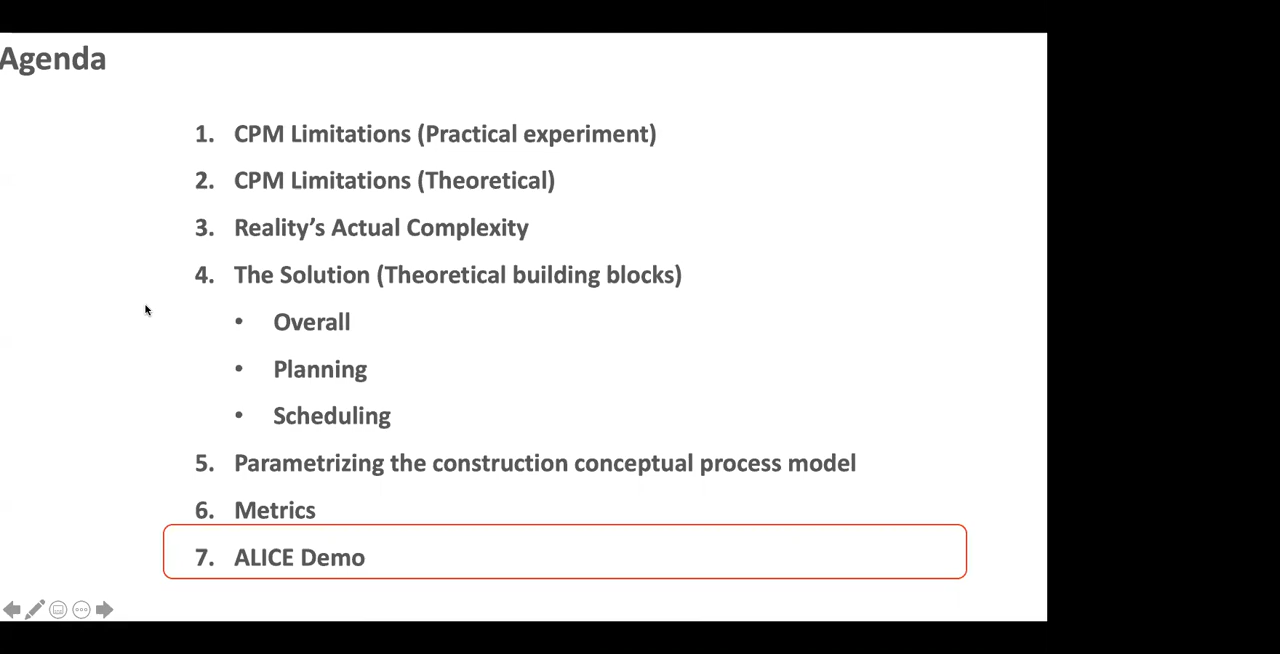 Agenda
1. CPM Limitations (Practical experiment)
2. CPM Limitations (Theoretical)
3. Reality’s Actual Complexity
4. The Solution (Theoretical building blocks)
• Overall
• Planning
• Scheduling
5. Parametrizing the construction conceptual process model
6. Metrics
7. ALICE Demo